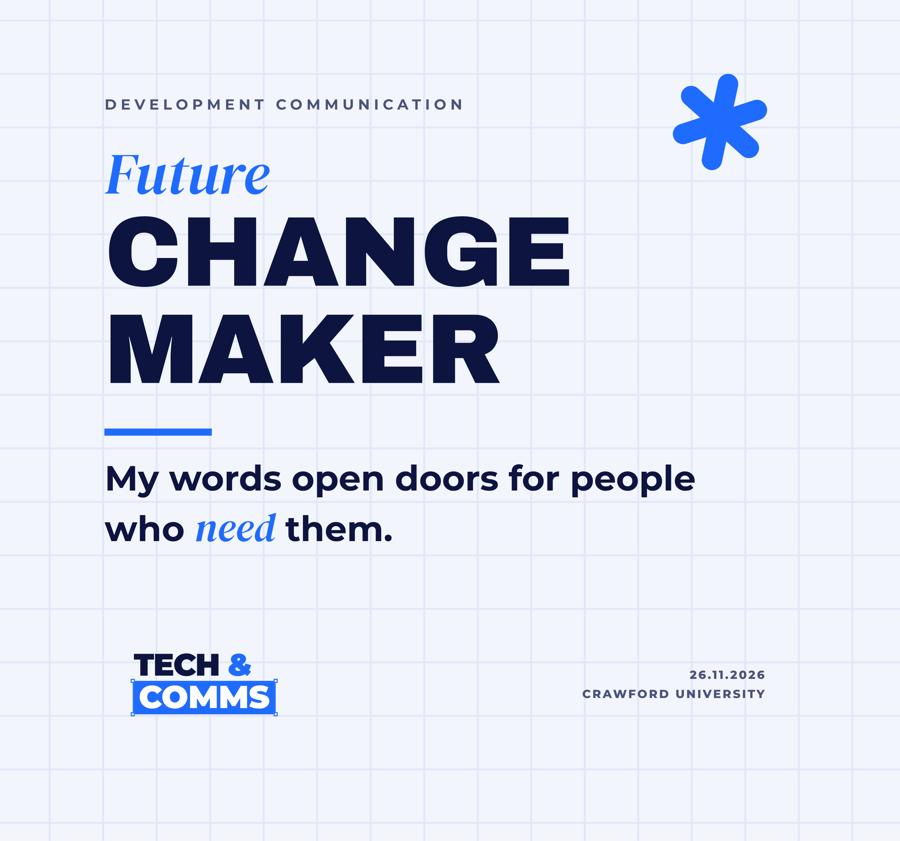 DEVELOPMENT COMMUNICATION
Future
CHANGE
MAKER
My words open doors for people
who need them.
TECH &
COMMS
26.11.2026
CRAWFORD UNIVERSITY